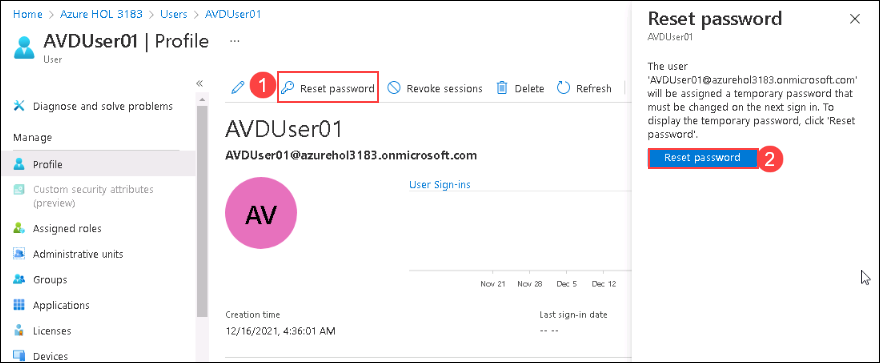 Home > Azure HOL 3183 > Users > AVDUser01
AVDUser01 | Profile ...
User
«
Diagnose and solve problems
Manage
Profile
Custom security attributes
(preview)
Assigned roles
Administrative units
Groups
Applications
Licenses
Devices
1 Reset password Revoke sessions Delete Refresh
AVDUser01
AVDUser01@azurehol3183.onmicrosoft.com
AV
User Sign-ins
Nov 21 Nov 28 Dec 5 Dec 12
Creation time
12/16/2021, 4:36:01 AM
Last sign-in date
-- --
Reset password
AVDUser01
The user
'AVDUser01@azurehol3183.onmicrosoft.com'
will be assigned a temporary password that
must be changed on the next sign in. To
display the temporary password, click 'Reset
password'.
Reset password 2